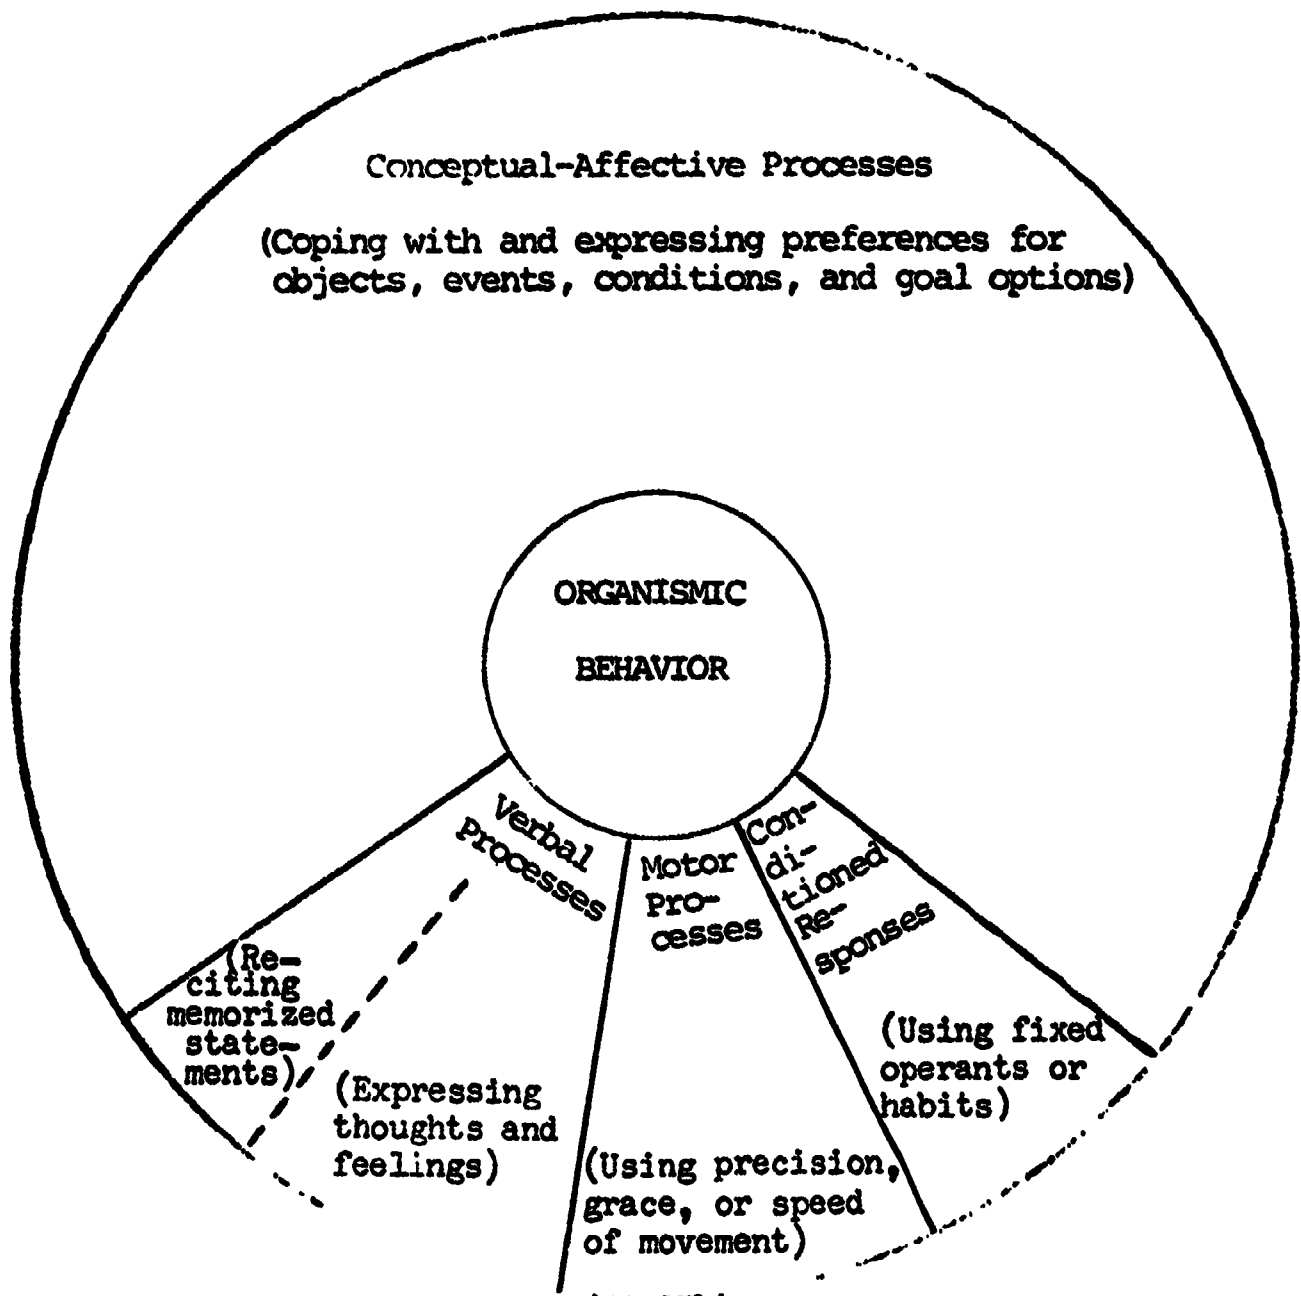 Conceptual-Affective Processes
(Coping with and expressing preferences for
objects, events, conditions, and goal options)
ORGANISMIC
BEHAVIOR
Verbal
Processes
(Re-
citing
memorized
state-
ments)
(Expressing
thoughts and
feelings)
Motor
Pro-
cesses
(Using precision,
grace, or speed
of movement)
Con-
di-
tioned
Re-
sponses
(Using fixed
operants or
habits)